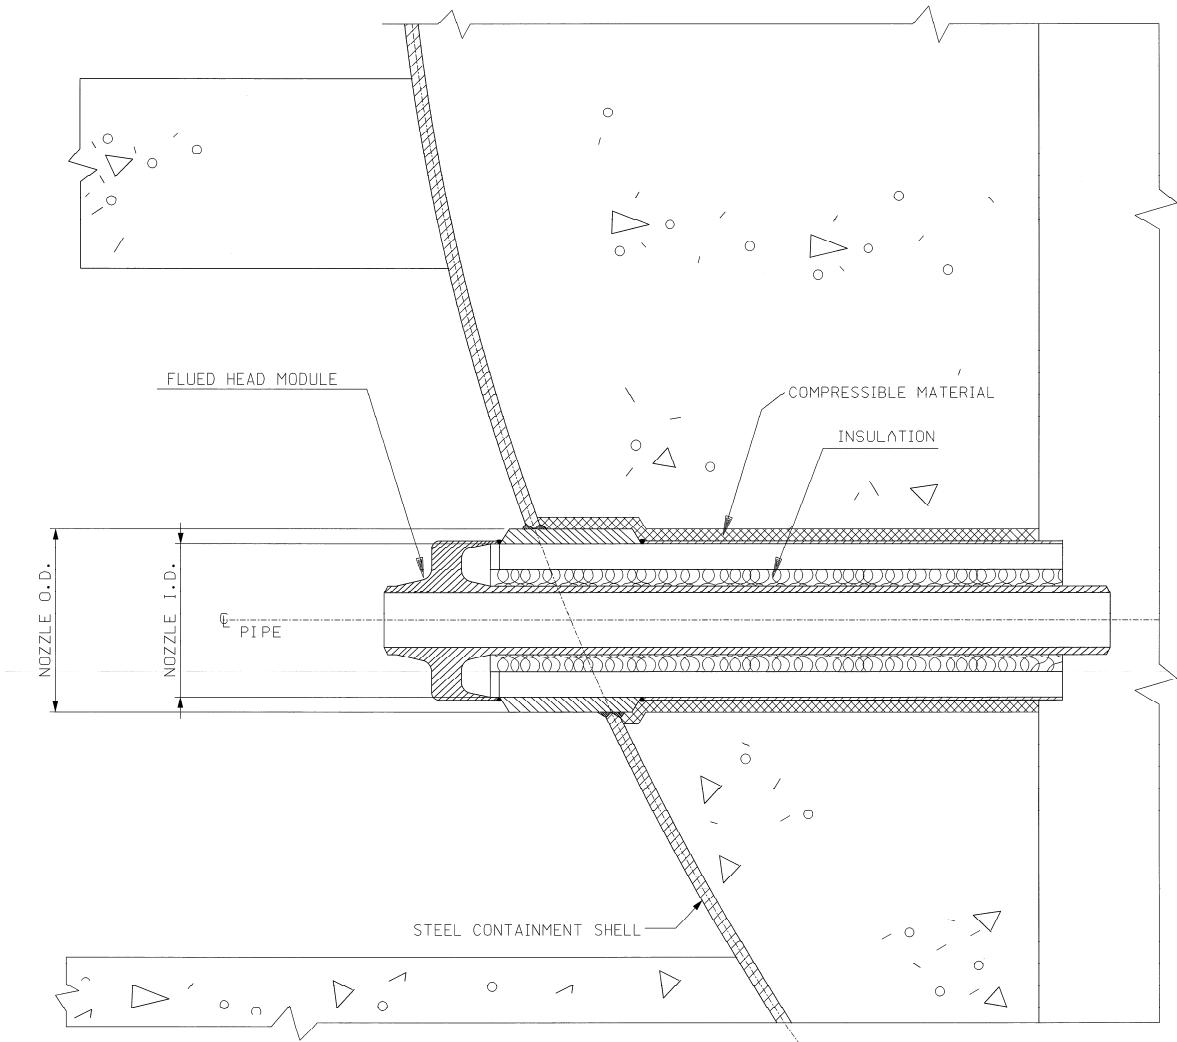 FLUED HEAD MODULE
COMPRESSIBLE MATERIAL
INSULATION
NOZZLE O.D.
NOZZLE I.D.
℄ PIPE
STEEL CONTAINMENT SHELL